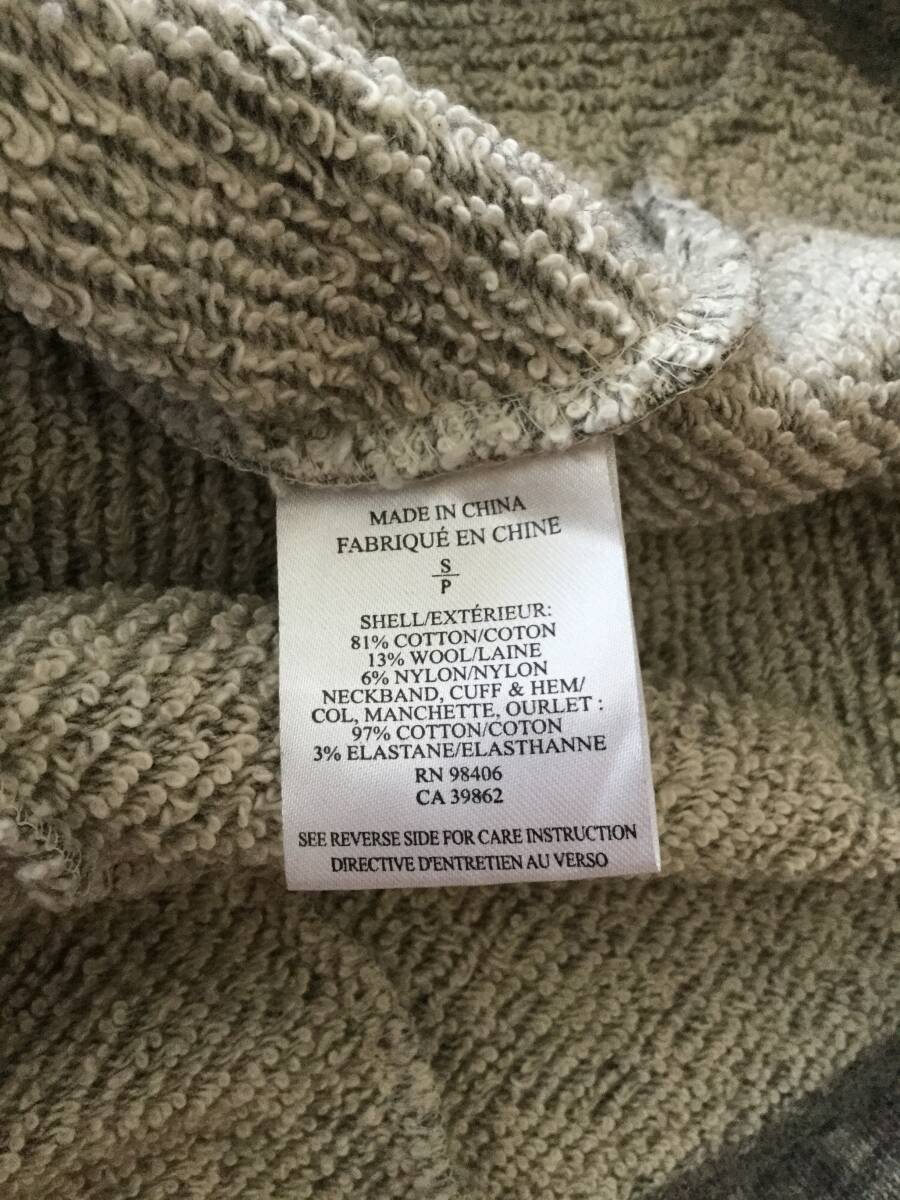 MADE IN CHINA
FABRIQUÉ EN CHINE
S
P
SHELL/EXTÉRIEUR:
81% COTTON/COTON
13% WOOL/LAINE
6% NYLON/NYLON
NECKBAND, CUFF & HEM/
COL, MANCHETTE, OURLET :
97% COTTON/COTON
3% ELASTANE/ELASTHANNE
RN 98406
CA 39862
SEE REVERSE SIDE FOR CARE INSTRUCTION
DIRECTIVE D'ENTRETIEN AU VERSO